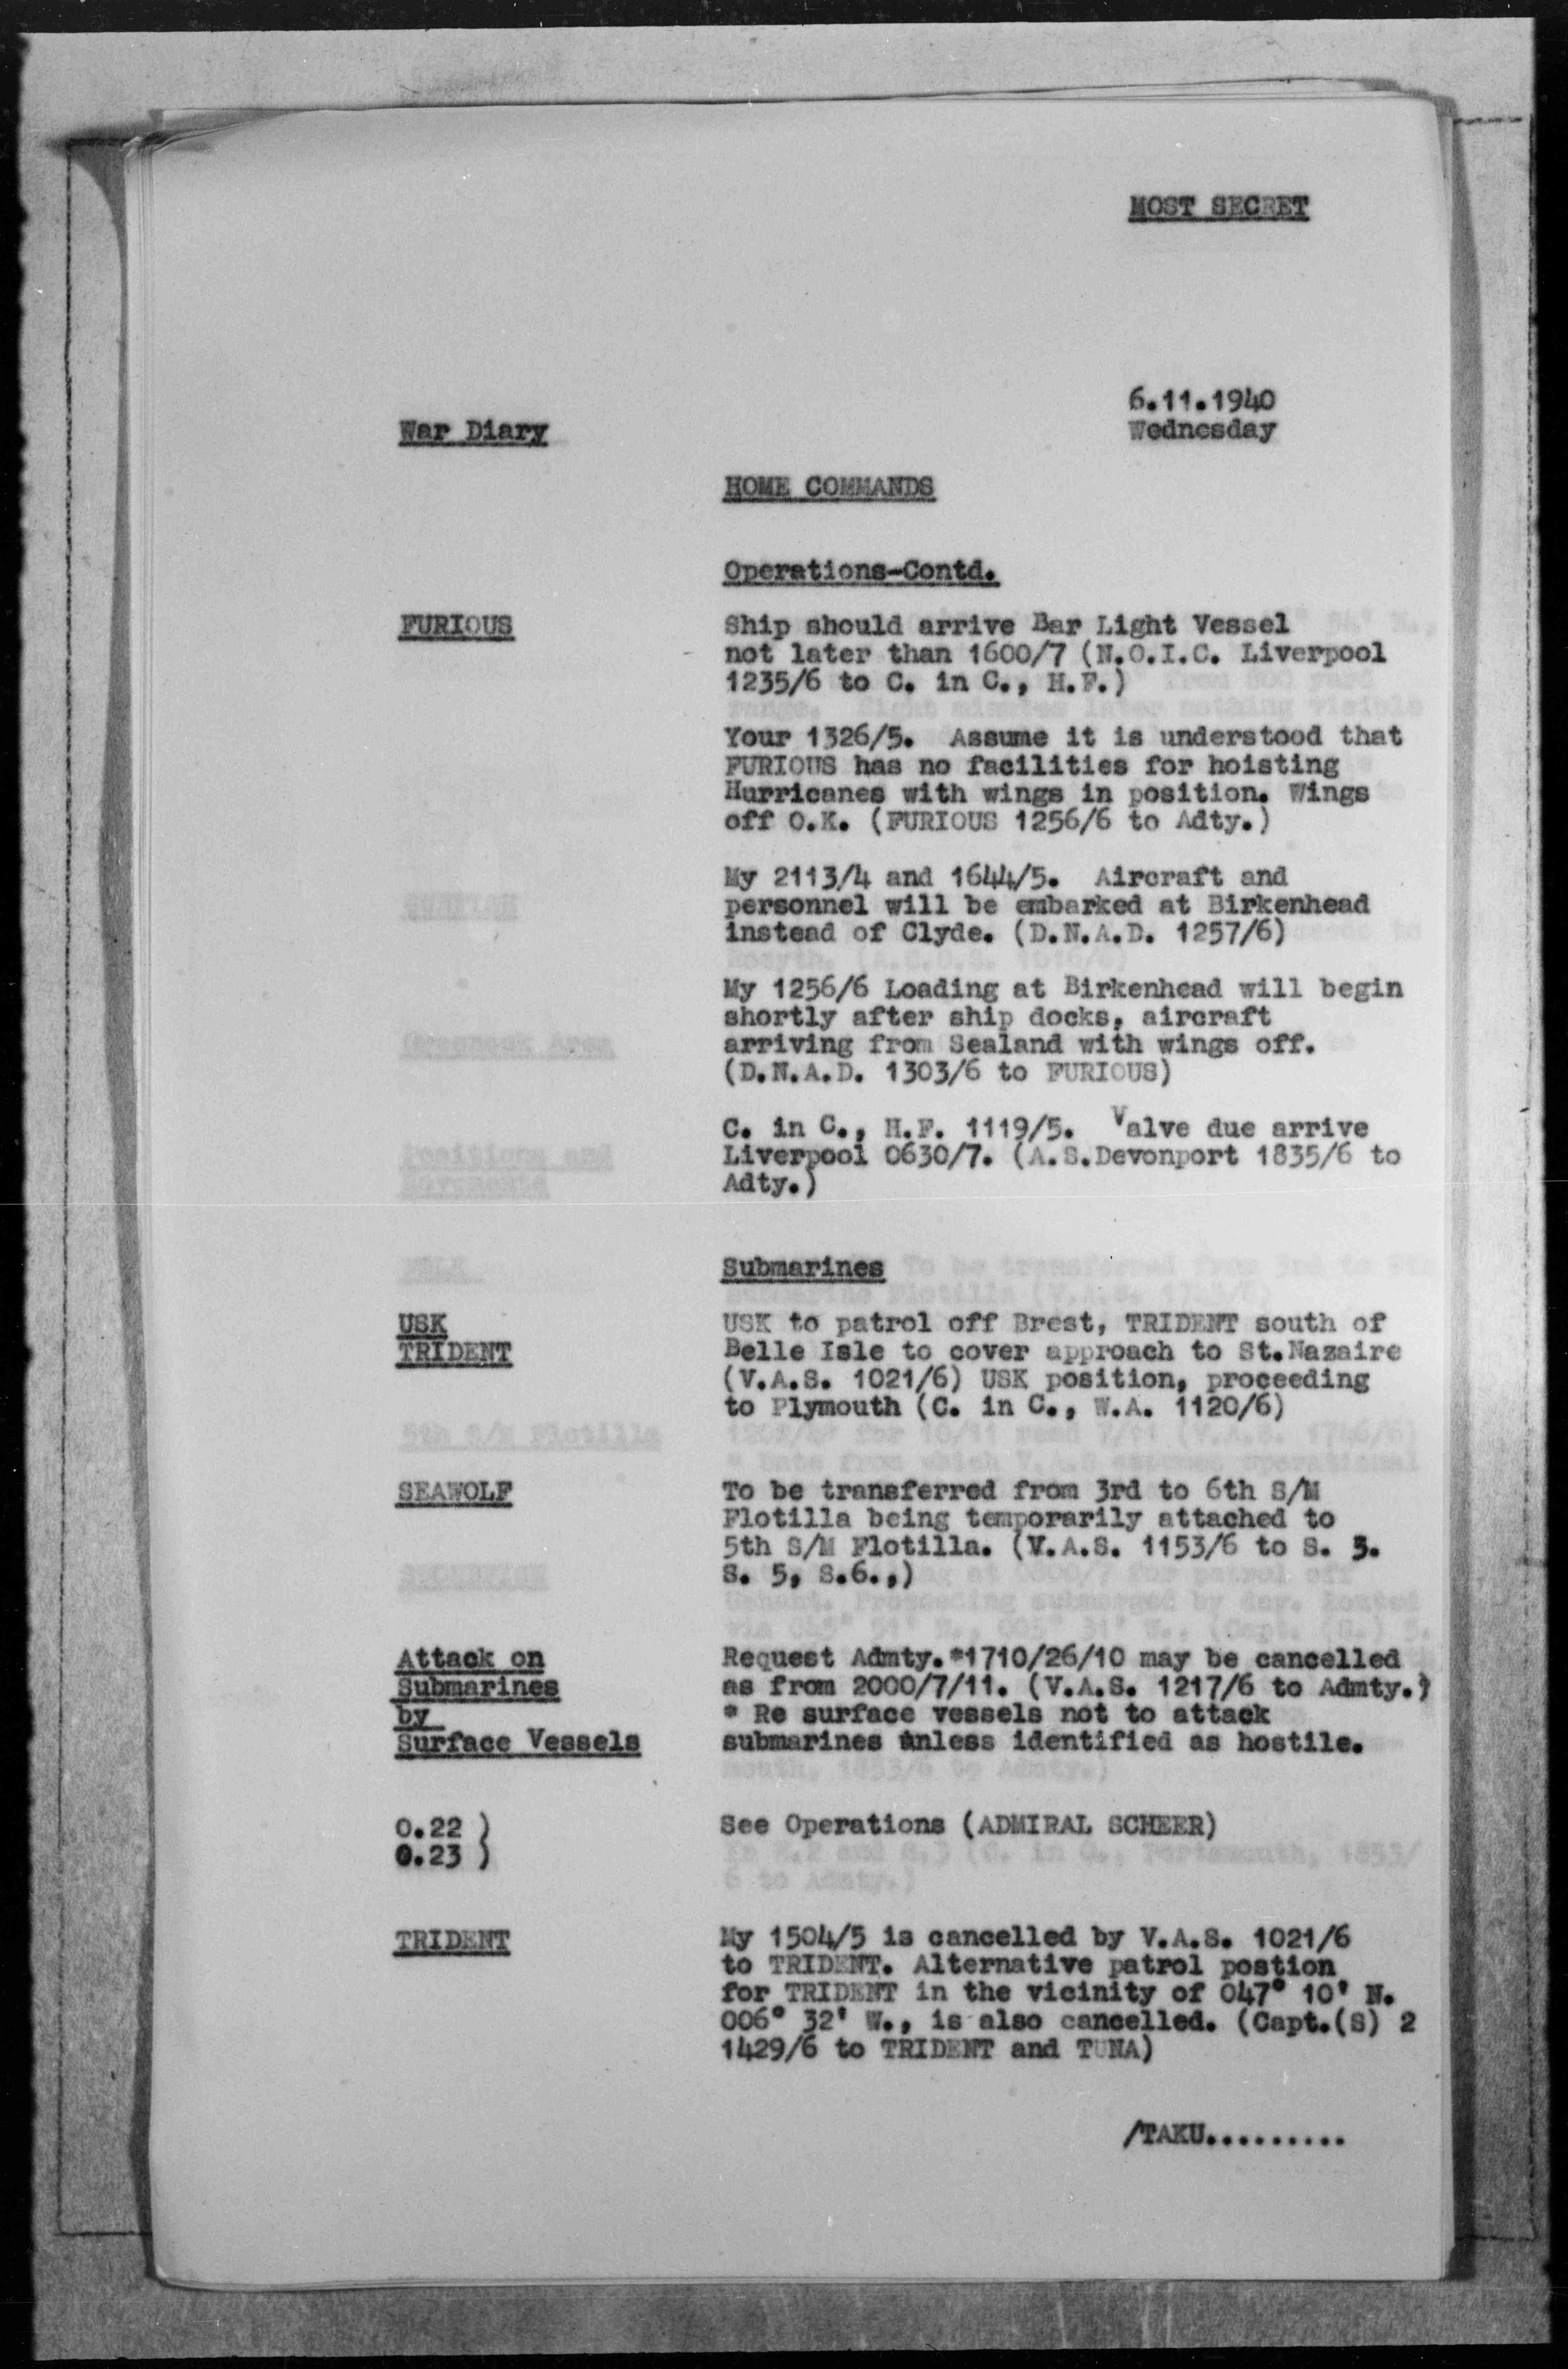 MOST SECRET
6.11.1940
War Diary
Wednesday
HOME COMMANDS
Operations-Contd.
FURIOUS
Ship should arrive Bar Light Vessel
not later than 1600/7 (N.O.I.C. Liverpool
1235/6 to C. in C., H.F.)
Your 1326/5. Assume it is understood that
FURIOUS has no facilities for hoisting
Hurricanes with wings in position. Wings
off O.K. (FURIOUS 1256/6 to Adty.)
My 2113/4 and 1644/5. Aircraft and
personnel will be embarked at Birkenhead
instead of Clyde. (D.N.A.D. 1257/6)
My 1256/6 Loading at Birkenhead will begin
shortly after ship docks, aircraft
arriving from Sealand with wings off.
(D.N.A.D. 1303/6 to FURIOUS)
C. in C., H.F. 1119/5. Valve due arrive
Liverpool 0630/7. (A.S.Devonport 1835/6 to
Adty.)
Submarines
USK
TRIDENT
USK to patrol off Brest, TRIDENT south of
Belle Isle to cover approach to St.Nazaire
(V.A.S. 1021/6) USK position, proceeding
to Plymouth (C. in C., W.A. 1120/6)
SEAWOLF
To be transferred from 3rd to 6th S/M
Flotilla being temporarily attached to
5th S/M Flotilla. (V.A.S. 1153/6 to S. 3.
S. 5, S.6.,)
Attack on
Submarines
by
Surface Vessels
Request Admty.*1710/26/10 may be cancelled
as from 2000/7/11. (V.A.S. 1217/6 to Admty.)
* Re surface vessels not to attack
submarines unless identified as hostile.
O.22 )
O.23 )
See Operations (ADMIRAL SCHEER)
TRIDENT
My 1504/5 is cancelled by V.A.S. 1021/6
to TRIDENT. Alternative patrol postion
for TRIDENT in the vicinity of 047° 10' N.
006° 32' W., is also cancelled. (Capt.(S) 2
1429/6 to TRIDENT and TUNA)
/TAKU.........